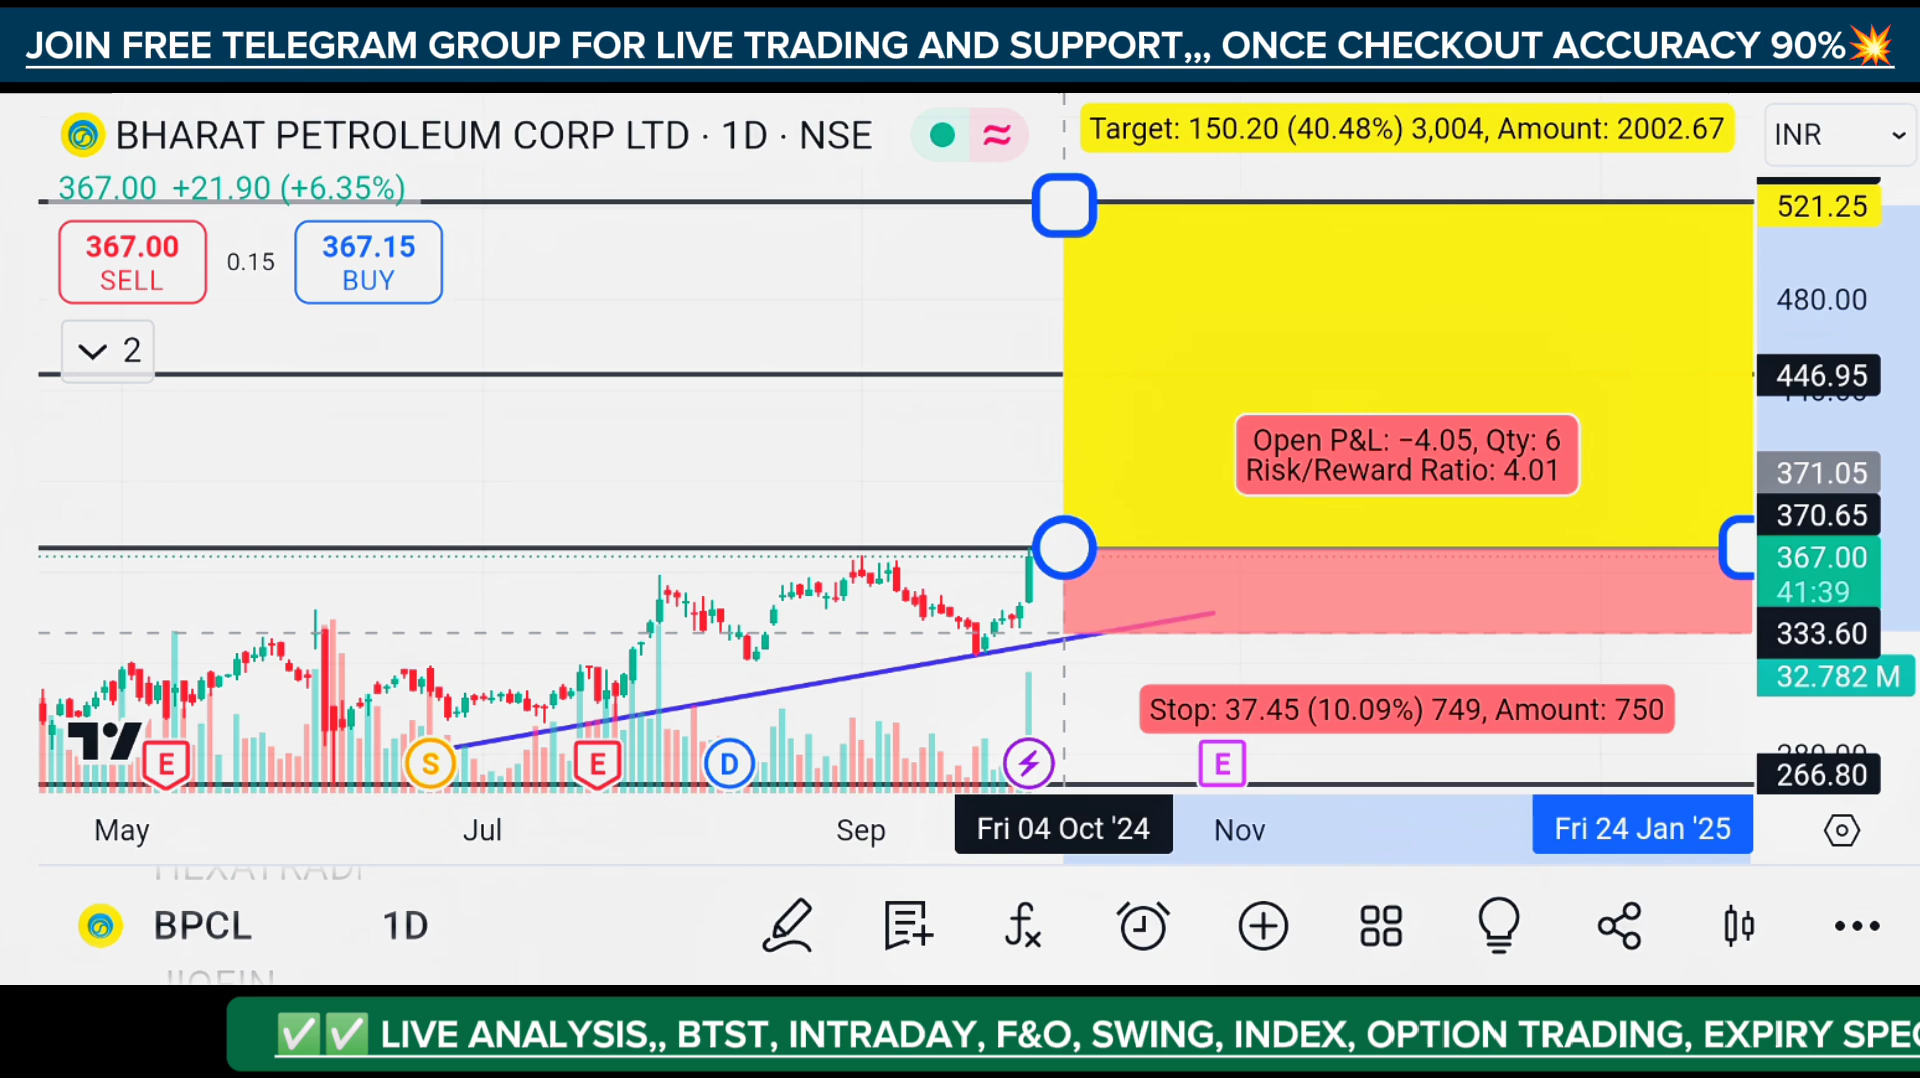 JOIN FREE TELEGRAM GROUP FOR LIVE TRADING AND SUPPORT,,, ONCE CHECKOUT ACCURACY 90%💥
BHARAT PETROLEUM CORP LTD · 1D · NSE
Target: 150.20 (40.48%) 3,004, Amount: 2002.67
INR
367.00 +21.90 (+6.35%)
521.25
367.00
SELL
0.15
367.15
BUY
480.00
2
446.95
Open P&L: −4.05, Qty: 6
Risk/Reward Ratio: 4.01
371.05
370.65
367.00
41:39
333.60
32.782 M
Stop: 37.45 (10.09%) 749, Amount: 750
E
S
E
D
E
280.00
266.80
May
Jul
Sep
Fri 04 Oct '24
Nov
Fri 24 Jan '25
BPCL
1D
✅✅ LIVE ANALYSIS,, BTST, INTRADAY, F&O, SWING, INDEX, OPTION TRADING, EXPIRY SPEC